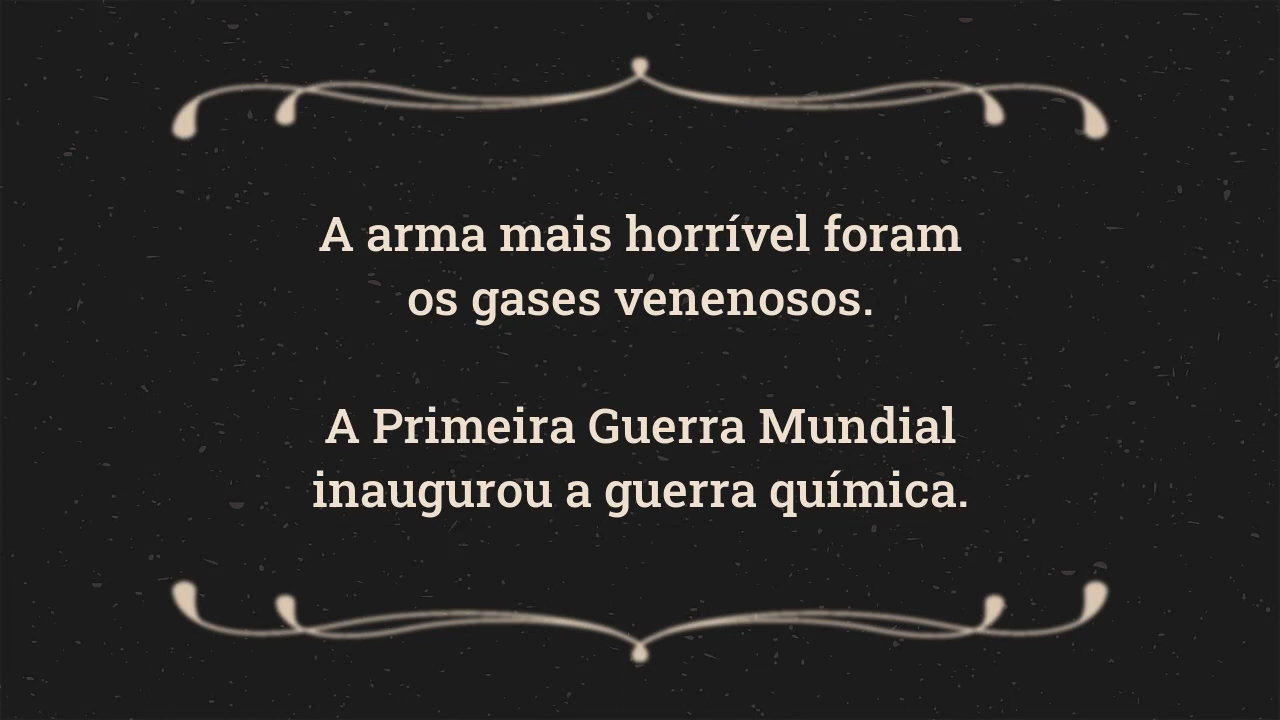 A arma mais horrível foram
os gases venenosos.
A Primeira Guerra Mundial
inaugurou a guerra química.